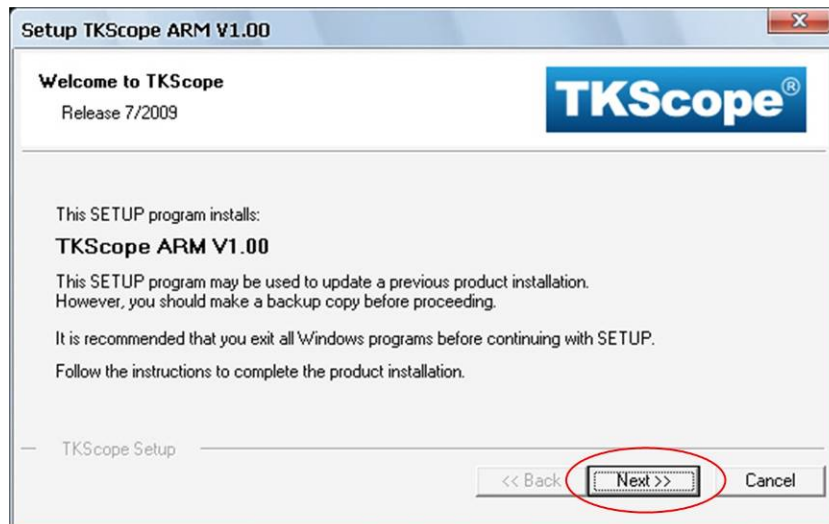 Setup TKScope ARM V1.00
Welcome to TKScope
Release 7/2009
TKScope®
This SETUP program installs:
TKScope ARM V1.00
This SETUP program may be used to update a previous product installation.
However, you should make a backup copy before proceeding.
It is recommended that you exit all Windows programs before continuing with SETUP.
Follow the instructions to complete the product installation.
TKScope Setup
<< Back Next >> Cancel